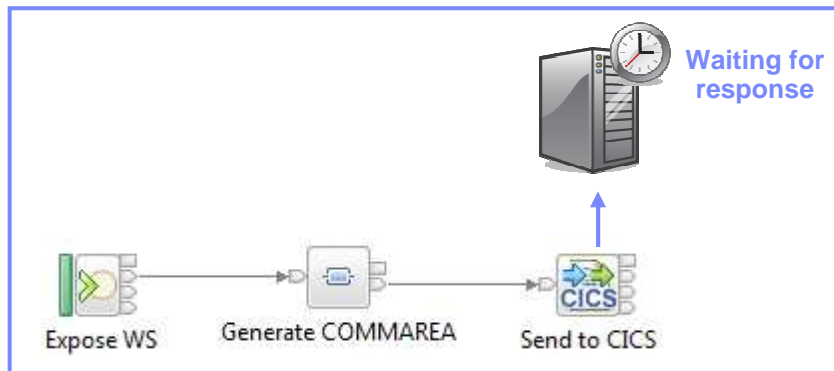 Waiting for
response
CICS
Expose WS
Generate COMMAREA
Send to CICS